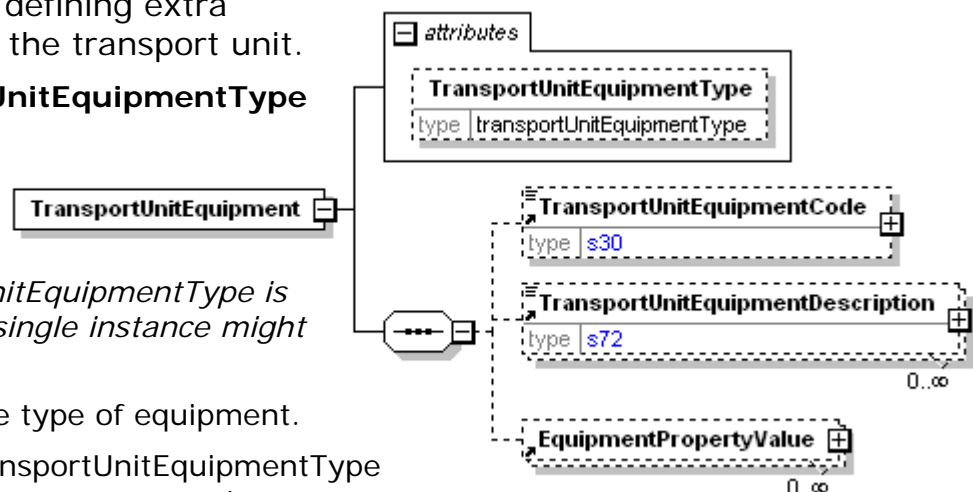 defining extra
the transport unit.
UnitEquipmentType
nitEquipmentType is
single instance might
e type of equipment.
nsportUnitEquipmentType
attributes
TransportUnitEquipmentType
type transportUnitEquipmentType
TransportUnitEquipment
TransportUnitEquipmentCode
type s30
TransportUnitEquipmentDescription
type s72
0..∞
EquipmentPropertyValue
0..∞